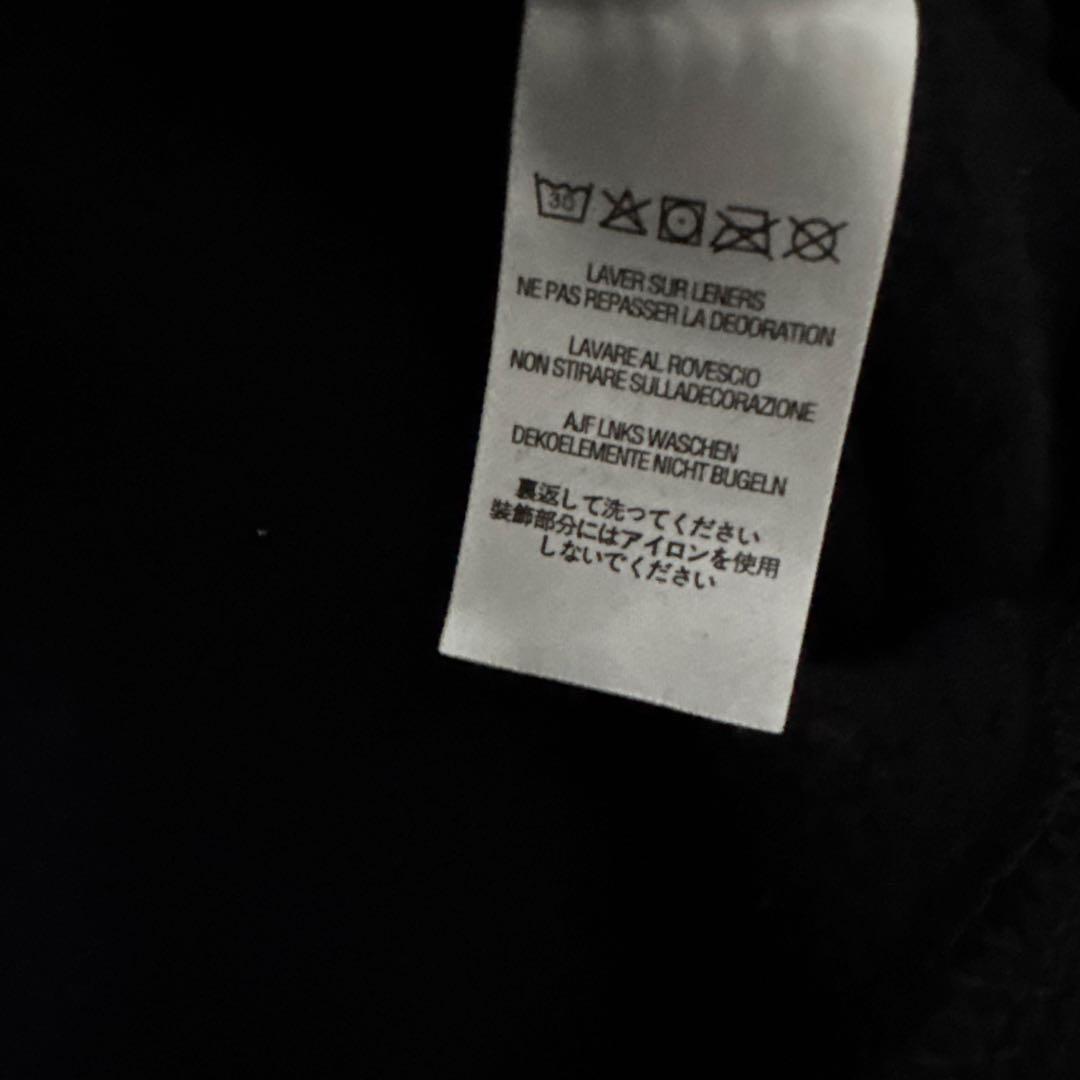 30
LAVER SUR LENERS
NE PAS REPASSER LA DEDORATION
LAVARE AL ROVESCIO
NON STIRARE SULLADECORAZIONE
AJF LNKS WASCHEN
DEKOELEMENTE NICHT BUGELN
裏返して洗ってください
装飾部分にはアイロンを使用
しないでください